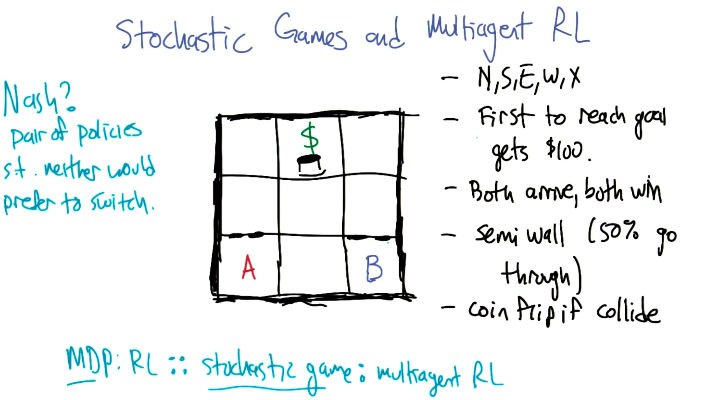 Stochastic Games and Multiagent RL
Nash?
pair of policies
s.t. neither would
prefer to switch.
$
A
B
- N,S,E,W,X
- First to reach goal
gets $100.
- Both arrive, both win
- semi wall (50% go
through)
- coin flip if collide
MDP: RL :: stochastic game: multiagent RL